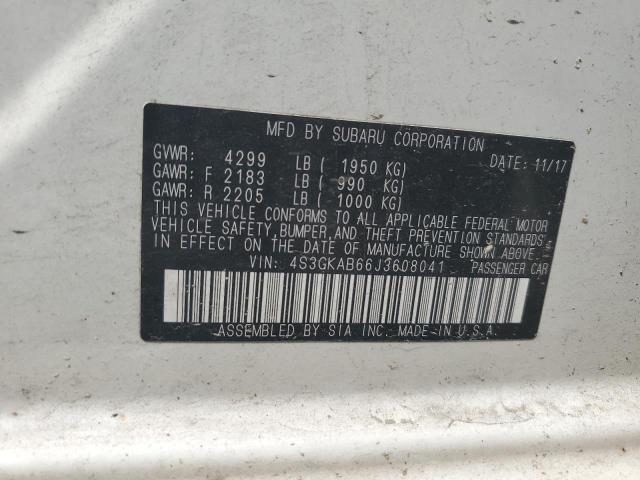 MFD BY SUBARU CORPORATION
GVWR: 4299 LB ( 1950 KG) DATE: 11/17
GAWR: F 2183 LB ( 990 KG)
GAWR: R 2205 LB ( 1000 KG)
THIS VEHICLE CONFORMS TO ALL APPLICABLE FEDERAL MOTOR
VEHICLE SAFETY, BUMPER, AND THEFT PREVENTION STANDARDS
IN EFFECT ON THE DATE OF MANUFACTURE SHOWN ABOVE.
VIN: 4S3GKAB66J3608041 PASSENGER CAR
ASSEMBLED BY SIA INC. MADE IN U.S.A.